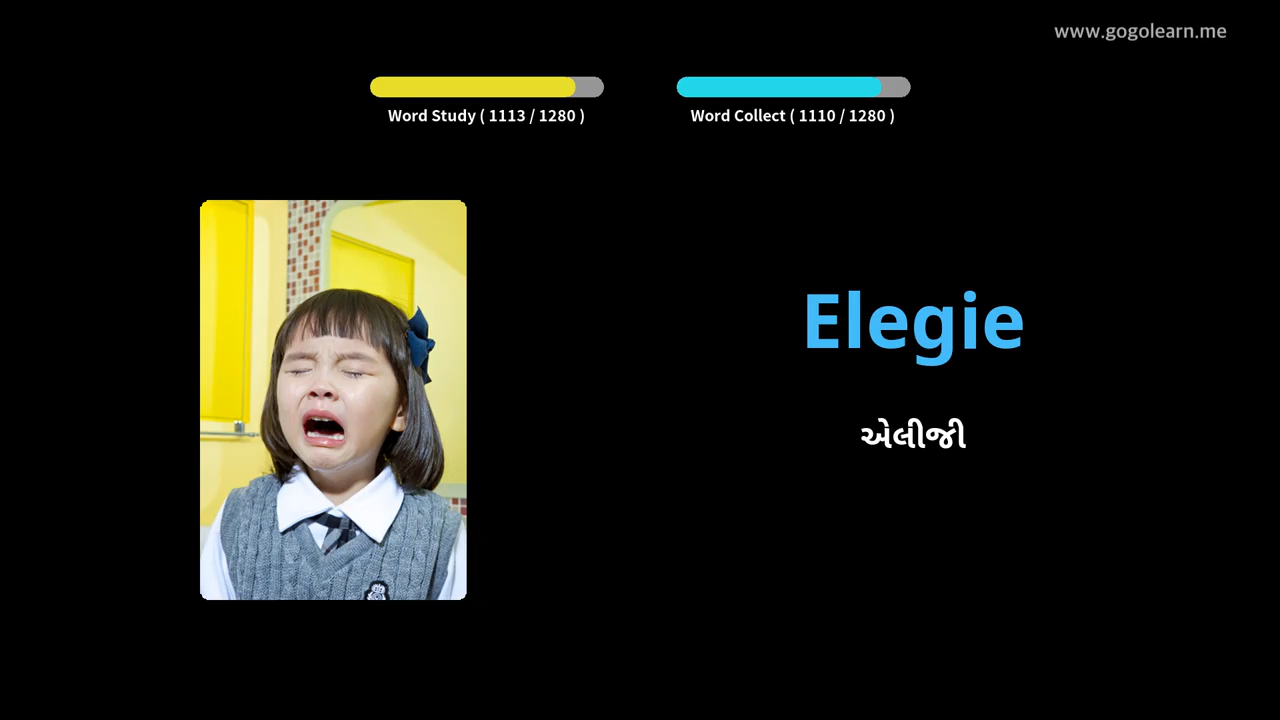 www.gogolearn.me
Word Study ( 1113 / 1280 )
Word Collect ( 1110 / 1280 )
Elegie
એલીજી